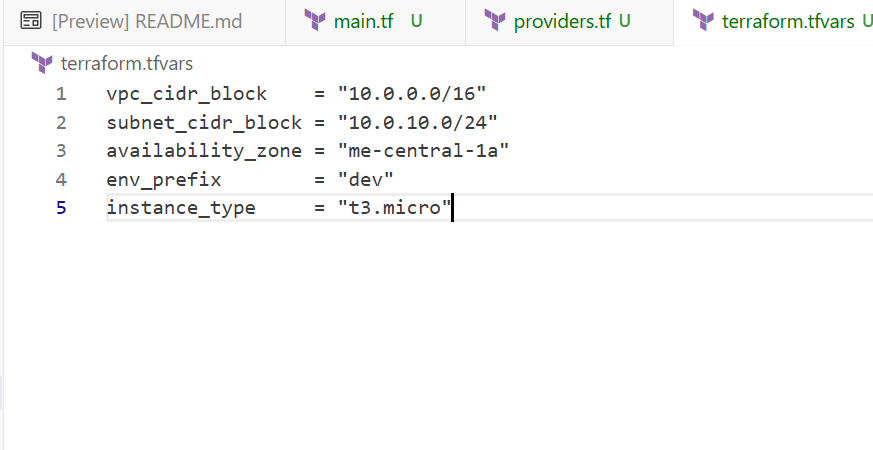 [Preview] README.md main.tf U providers.tf U terraform.tfvars U
terraform.tfvars
1 vpc_cidr_block    = "10.0.0.0/16"
2 subnet_cidr_block = "10.0.10.0/24"
3 availability_zone = "me-central-1a"
4 env_prefix        = "dev"
5 instance_type     = "t3.micro"